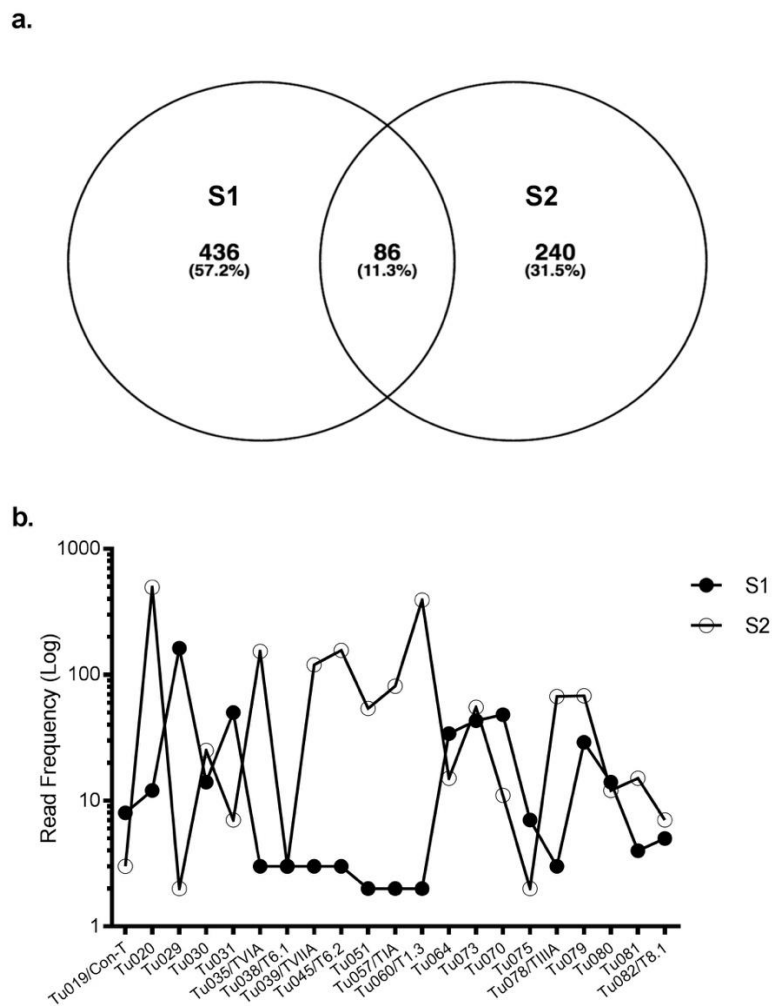 a.
S1
S2
436
(57.2%)
86
(11.3%)
240
(31.5%)
b.
1000
100
10
1
Read Frequency (Log)
S1
S2
Tu019/Con-T
Tu020
Tu029
Tu030
Tu031
Tu035/TVIA
Tu038/T6.1
Tu039/TVIIA
Tu045/T6.2
Tu051
Tu057/TIA
Tu060/T1.3
Tu064
Tu073
Tu070
Tu075
Tu078/TIIIA
Tu079
Tu080
Tu081
Tu082/T8.1